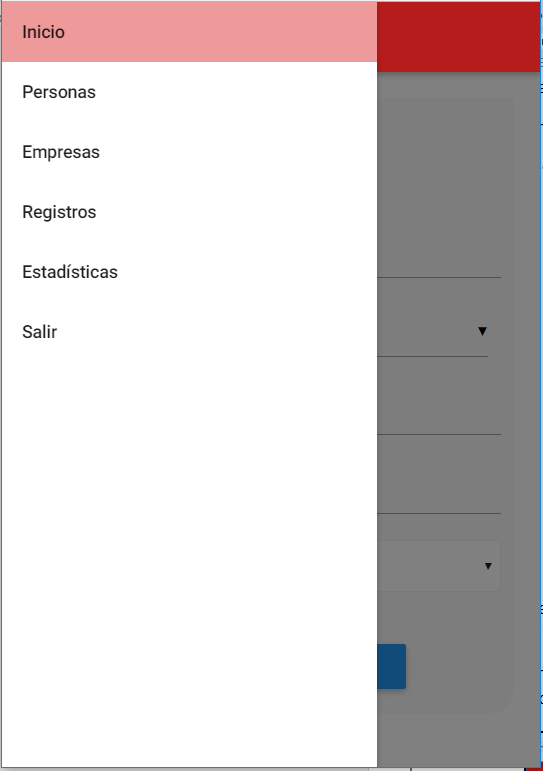 Inicio
Personas
Empresas
Registros
Estadísticas
Salir